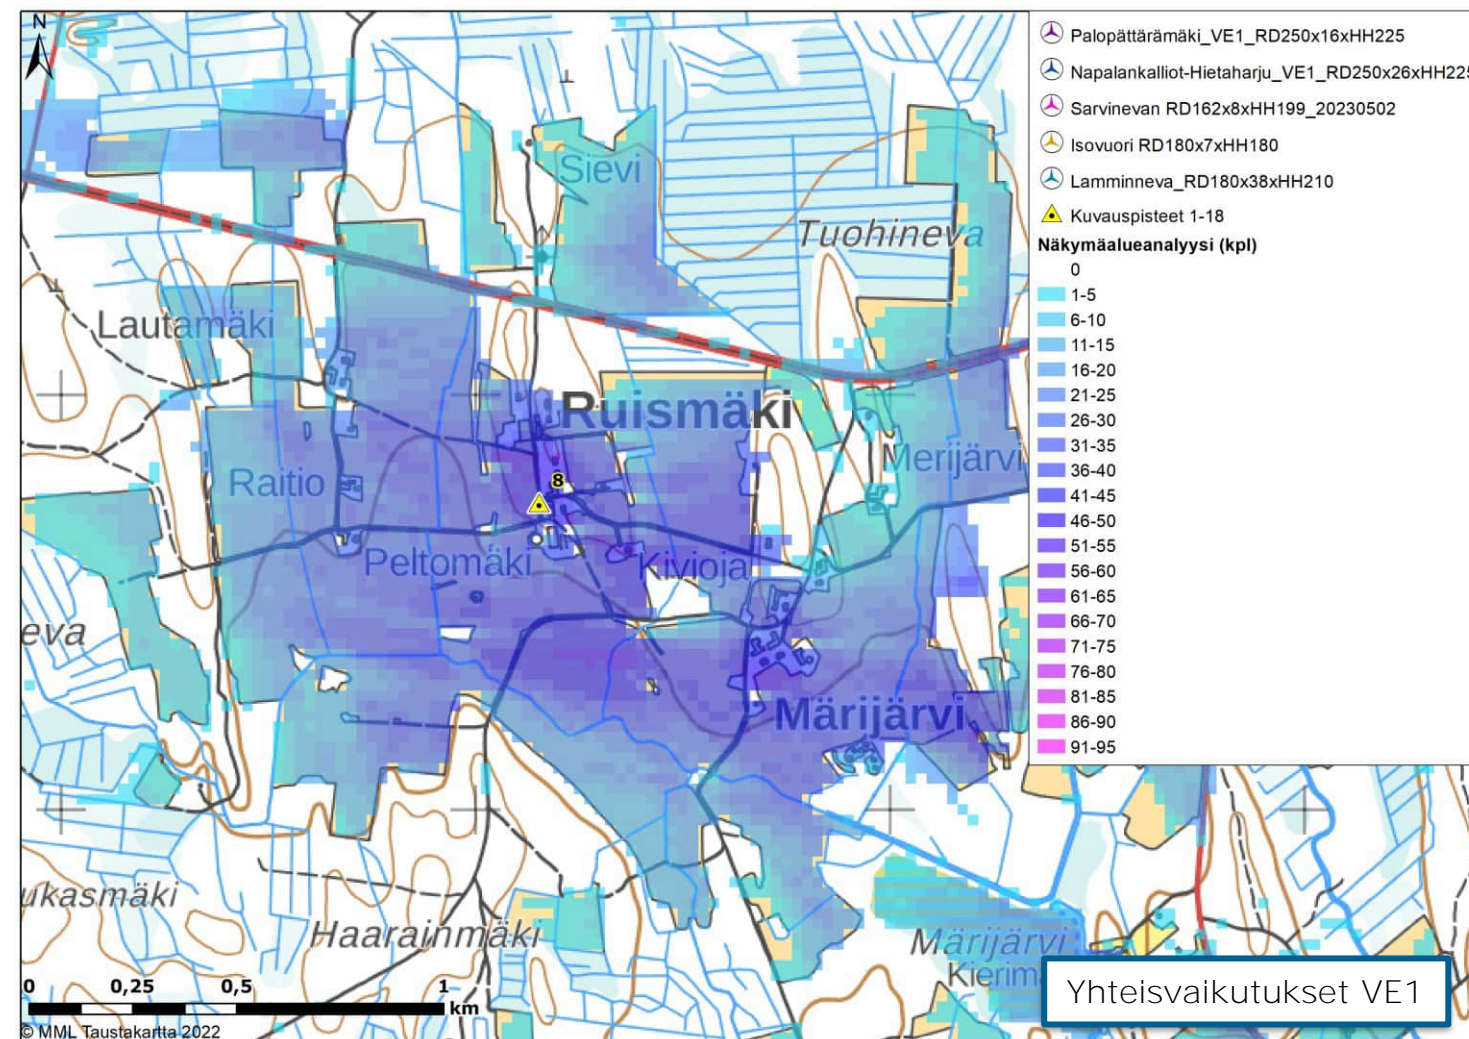 N
Palopättärämäki_VE1_RD250x16xHH225
Napalankalliot-Hietaharju_VE1_RD250x26xHH225
Sarvinevan RD162x8xHH199_20230502
Isovuori RD180x7xHH180
Lamminneva_RD180x38xHH210
Kuvauspisteet 1-18
Näkymäalueanalyysi (kpl)
0
1-5
6-10
11-15
16-20
21-25
26-30
31-35
36-40
41-45
46-50
51-55
56-60
61-65
66-70
71-75
76-80
81-85
86-90
91-95
Sievi
Tuohineva
Lautamäki
Ruismäki
Merijärvi
Raitio
8
Peltomäki
Kivioja
eva
Märijärvi
ukasmäki
Haarainmäki
Märijärvi
Kierimä
Yhteisvaikutukset VE1
0 0,25 0,5 1
km
© MML Taustakartta 2022